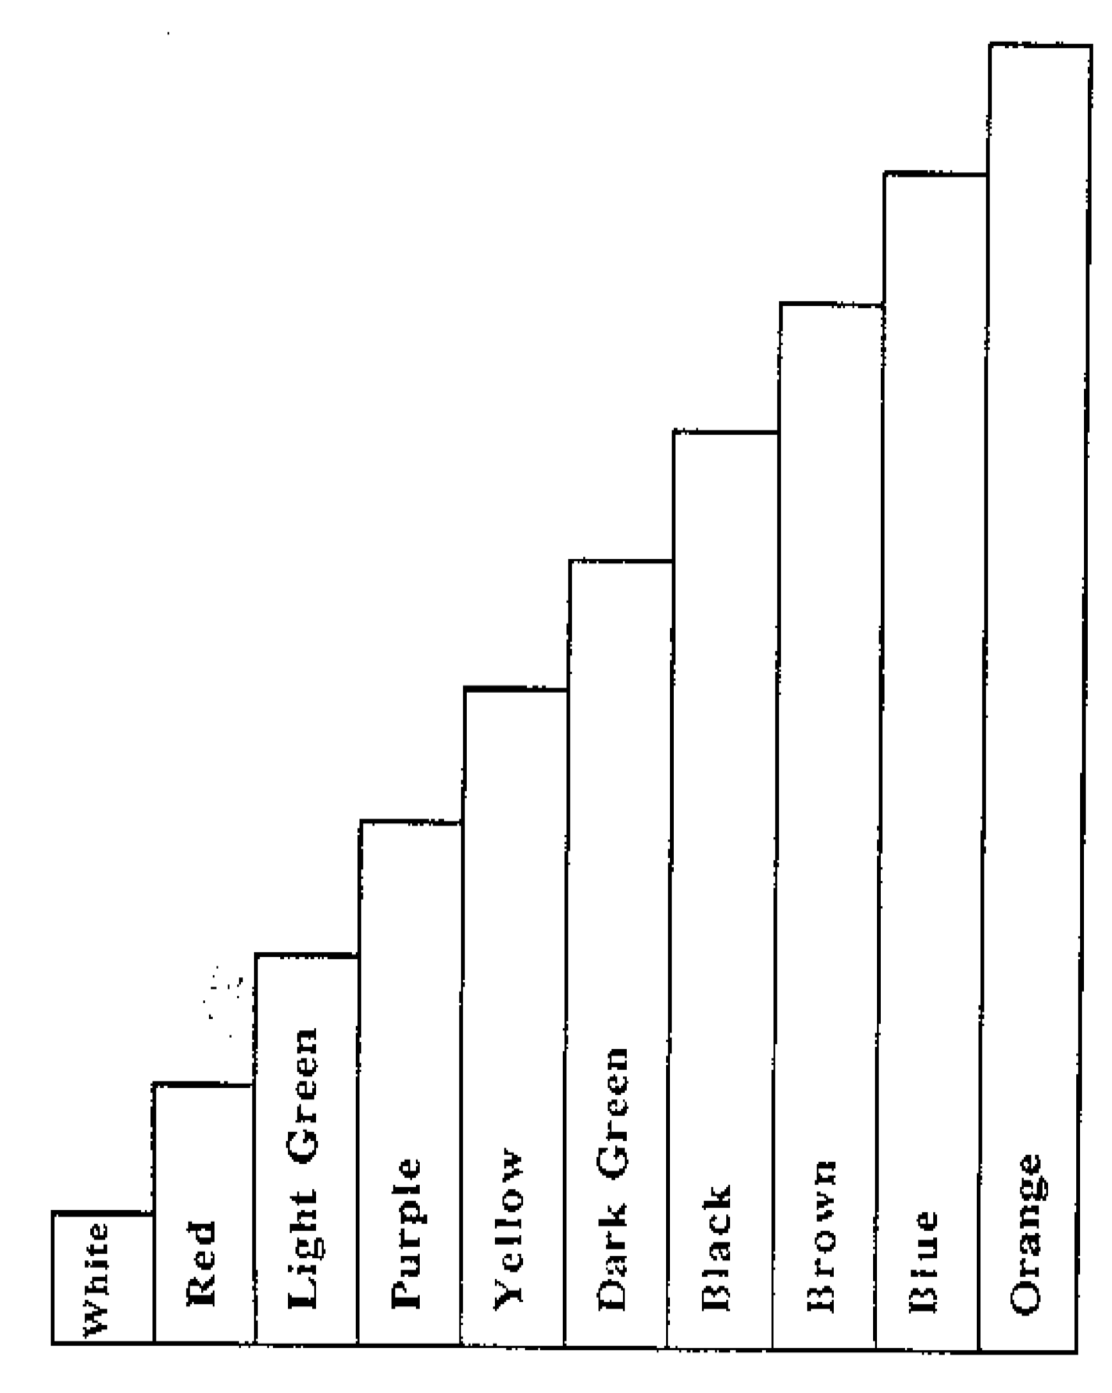 White
Red
Light Green
Purple
Yellow
Dark Green
Black
Brown
Blue
Orange